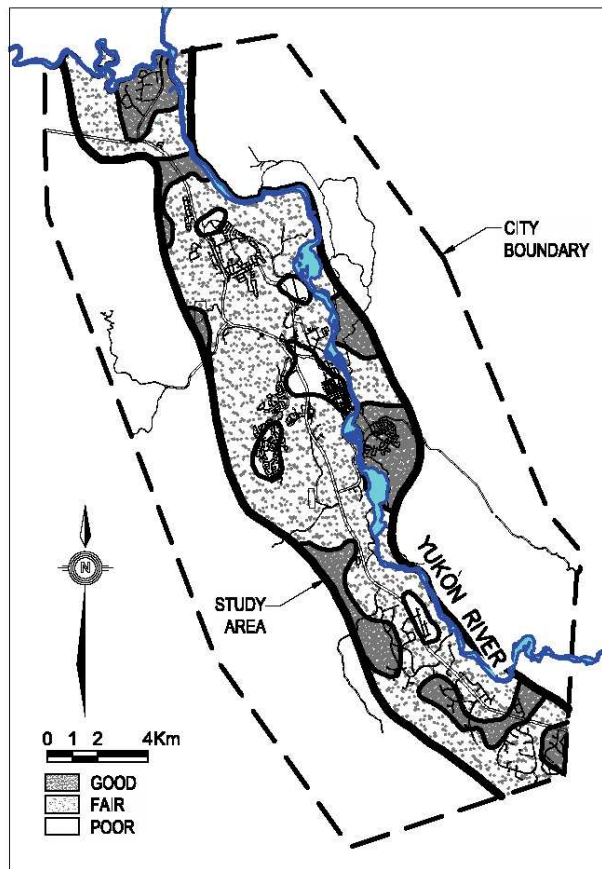 CITY
BOUNDARY
YUKON RIVER
N
STUDY
AREA
0 1 2 4Km
GOOD
FAIR
POOR